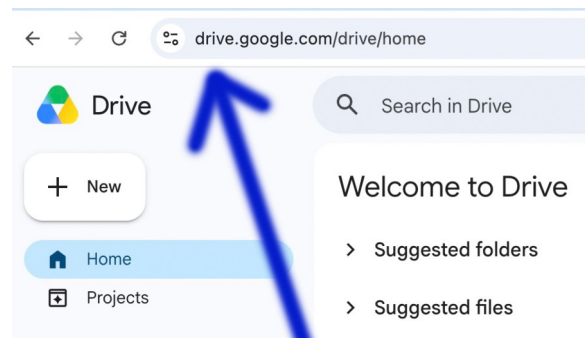 drive.google.com/drive/home
Drive
Search in Drive
New
Welcome to Drive
Home
Suggested folders
Projects
Suggested files